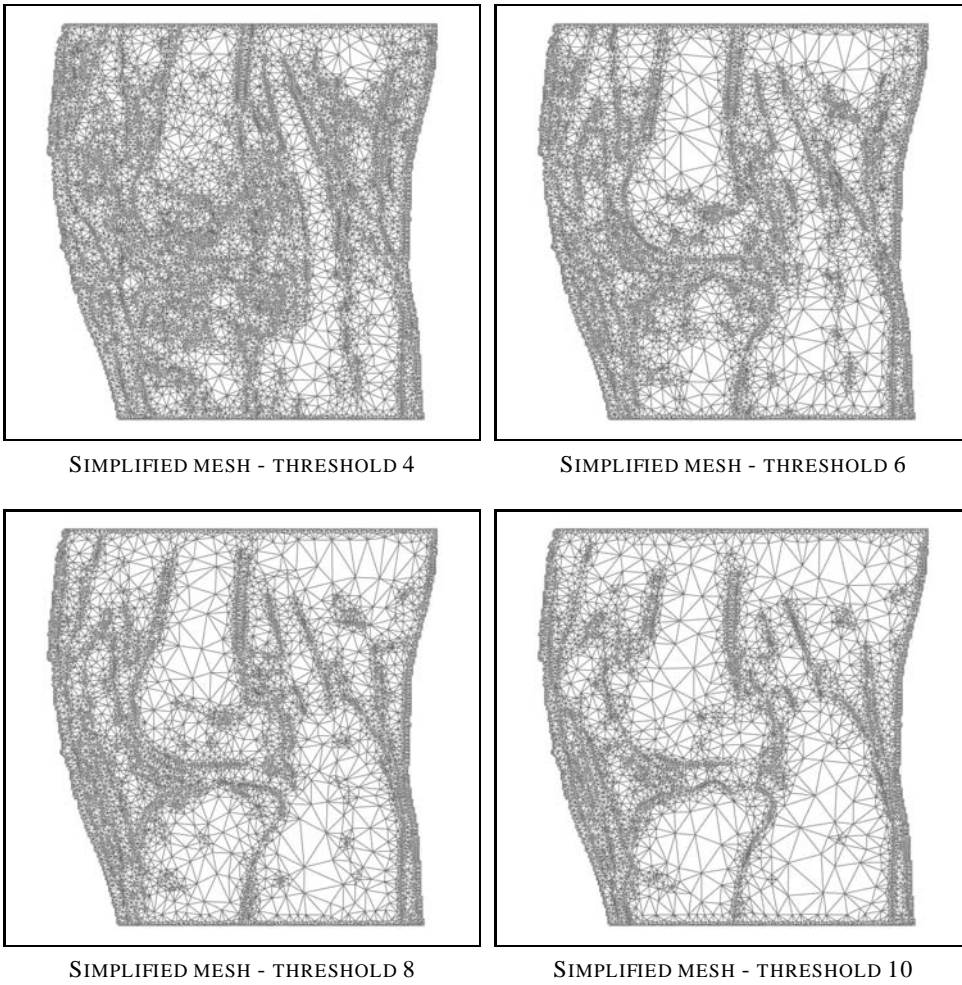 SIMPLIFIED MESH - THRESHOLD 4
SIMPLIFIED MESH - THRESHOLD 6
SIMPLIFIED MESH - THRESHOLD 8
SIMPLIFIED MESH - THRESHOLD 10